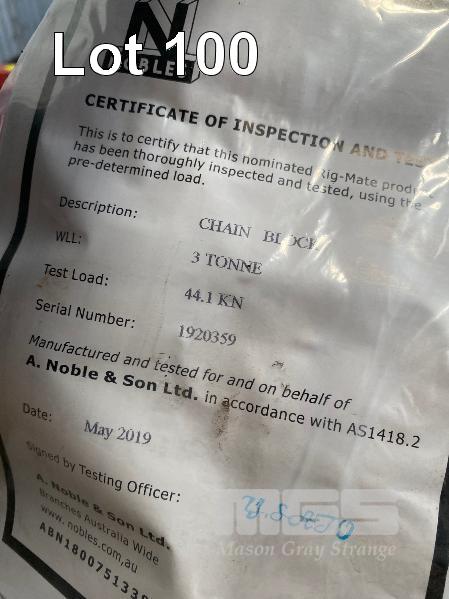 Lot 100
N
NOBLES
CERTIFICATE OF INSPECTION AND
This is to certify that this nominated Rig-Mate
has been thoroughly inspected and tested, using the
pre-determined load.
Description: CHAIN BLOCK
WLL: 3 TONNE
Test Load: 44.1 KN
Serial Number: 1920359
Manufactured and tested for and on behalf of
A. Noble & Son Ltd. in accordance with AS1418.2
Date: May 2019
Signed by Testing Officer:
A. Noble & Son Ltd.
Branches Australia Wide
www. nobles.com,au
MGS
Mason Gray Strange